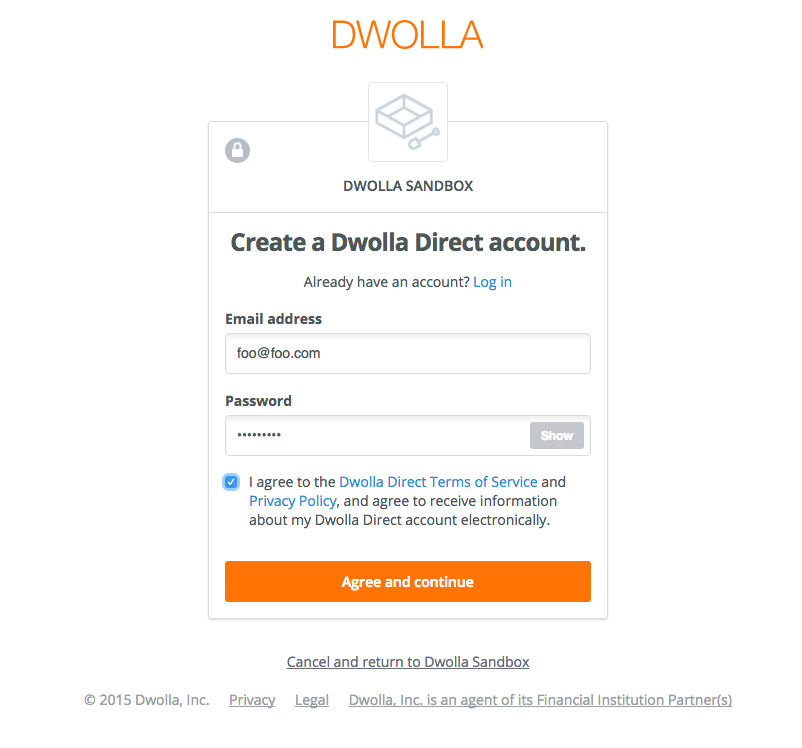 DWOLLA
DWOLLA SANDBOX
Create a Dwolla Direct account.
Already have an account? Log in
Email address
foo@foo.com
Password
•••••••••
Show
I agree to the Dwolla Direct Terms of Service and
Privacy Policy, and agree to receive information
about my Dwolla Direct account electronically.
Agree and continue
Cancel and return to Dwolla Sandbox
© 2015 Dwolla, Inc. Privacy Legal Dwolla, Inc. is an agent of its Financial Institution Partner(s)